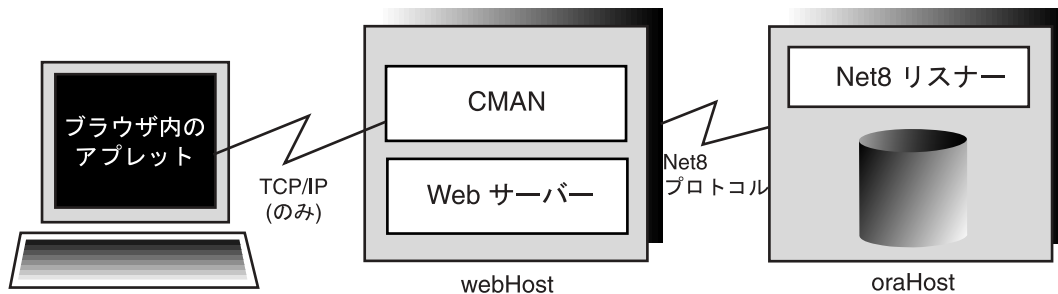 ブラウザ内の
アプレット
TCP/IP
(のみ)
CMAN
Web サーバー
webHost
Net8
プロトコル
Net8 リスナー
oraHost